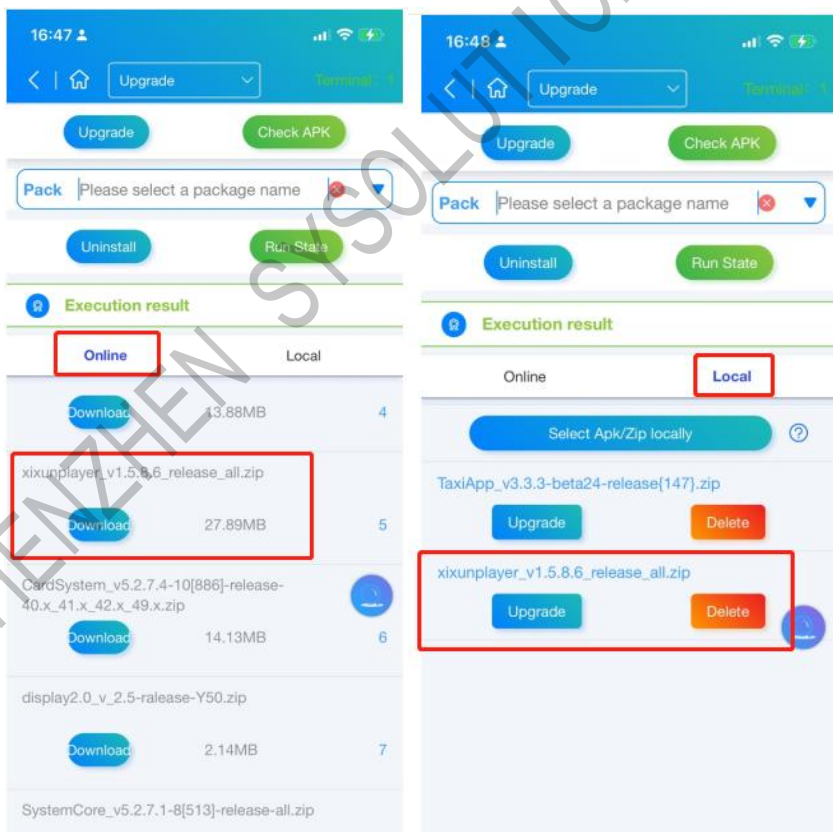 16:47
Upgrade
Terminal: 1
Upgrade
Check APK
Pack Please select a package name
Uninstall
Run State
Execution result
Online
Local
Download
13.88MB
4
xixunplayer_v1.5.8.6_release_all.zip
Download
27.89MB
5
CardSystem_v5.2.7.4-10[886]-release-
40.x_41.x_42.x_49.x.zip
Download
14.13MB
6
display2.0_v_2.5-ralease-Y50.zip
Download
2.14MB
7
SystemCore_v5.2.7.1-8[513]-release-all.zip
16:48
Upgrade
Terminal: 1
Upgrade
Check APK
Pack Please select a package name
Uninstall
Run State
Execution result
Online
Local
Select Apk/Zip locally
?
TaxiApp_v3.3.3-beta24-release{147}.zip
Upgrade
Delete
xixunplayer_v1.5.8.6_release_all.zip
Upgrade
Delete
SHENZHEN SYSOLUTION